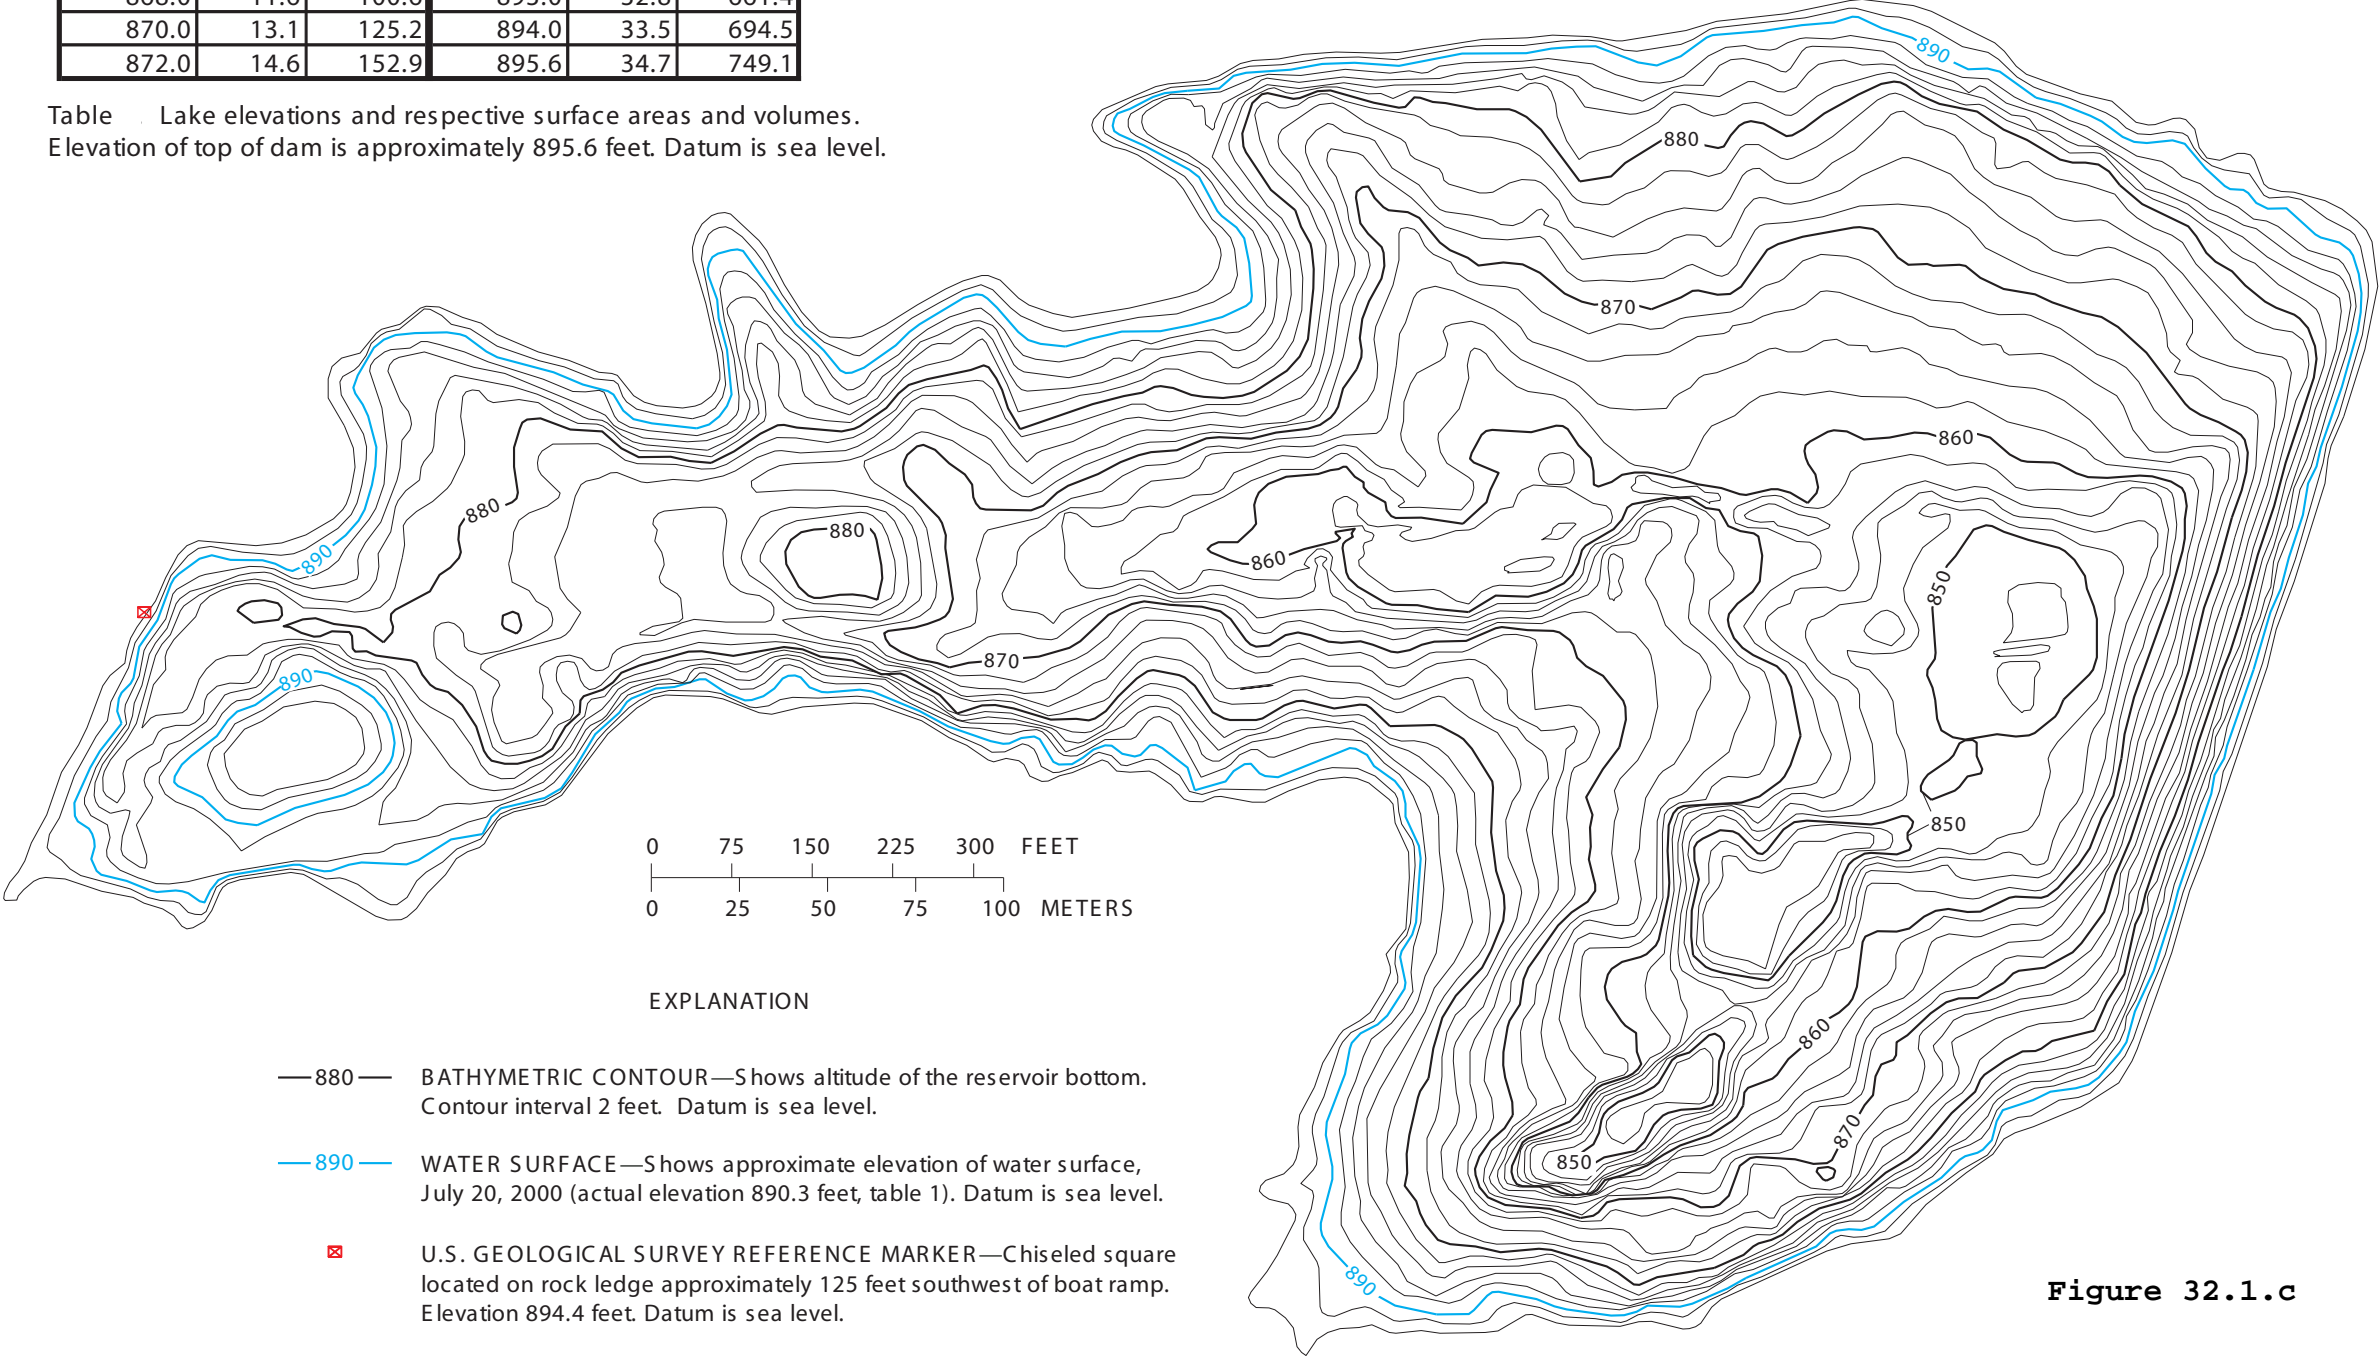 870.0 13.1 125.2 894.0 33.5 694.5
872.0 14.6 152.9 895.6 34.7 749.1
Table Lake elevations and respective surface areas and volumes.
Elevation of top of dam is approximately 895.6 feet. Datum is sea level.
890
880
870
860
880
880
890
860
850
870
890
850
0 75 150 225 300 FEET
0 25 50 75 100 METERS
EXPLANATION
860
880 BATHYMETRIC CONTOUR—Shows altitude of the reservoir bottom.
Contour interval 2 feet. Datum is sea level.
870
850
890 WATER SURFACE—Shows approximate elevation of water surface,
July 20, 2000 (actual elevation 890.3 feet, table 1). Datum is sea level.
U.S. GEOLOGICAL SURVEY REFERENCE MARKER—Chiseled square
located on rock ledge approximately 125 feet southwest of boat ramp.
Elevation 894.4 feet. Datum is sea level.
890
Figure 32.1.c